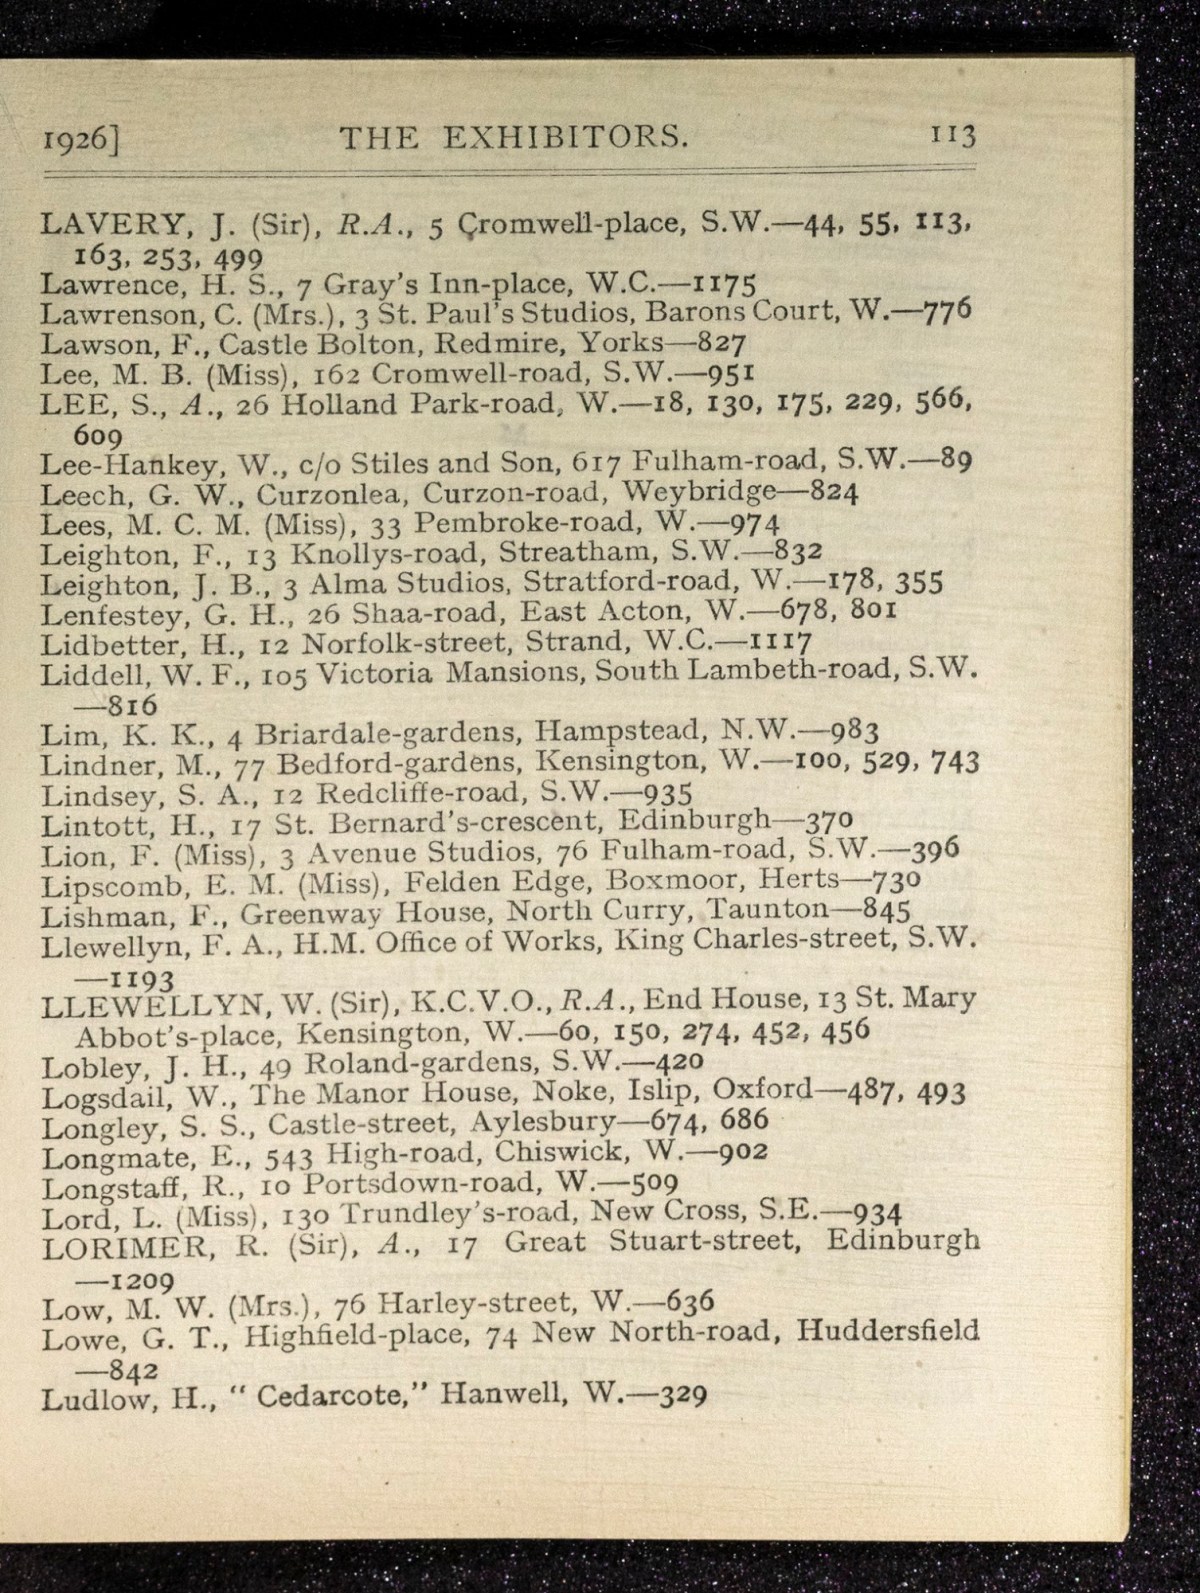 1926] THE EXHIBITORS. 113
LAVERY, J. (Sir), R.A., 5 Cromwell-place, S.W.—44, 55, 113,
163, 253, 499
Lawrence, H. S., 7 Gray's Inn-place, W.C.—1175
Lawrenson, C. (Mrs.), 3 St. Paul's Studios, Barons Court, W.—776
Lawson, F., Castle Bolton, Redmire, Yorks—827
Lee, M. B. (Miss), 162 Cromwell-road, S.W.—951
LEE, S., A., 26 Holland Park-road, W.—18, 130, 175, 229, 566,
609
Lee-Hankey, W., c/o Stiles and Son, 617 Fulham-road, S.W.—89
Leech, G. W., Curzonlea, Curzon-road, Weybridge—824
Lees, M. C. M. (Miss), 33 Pembroke-road, W.—974
Leighton, F., 13 Knollys-road, Streatham, S.W.—832
Leighton, J. B., 3 Alma Studios, Stratford-road, W.—178, 355
Lenfestey, G. H., 26 Shaa-road, East Acton, W.—678, 801
Lidbetter, H., 12 Norfolk-street, Strand, W.C.—1117
Liddell, W. F., 105 Victoria Mansions, South Lambeth-road, S.W.
—816
Lim, K. K., 4 Briardale-gardens, Hampstead, N.W.—983
Lindner, M., 77 Bedford-gardens, Kensington, W.—100, 529, 743
Lindsey, S. A., 12 Redcliffe-road, S.W.—935
Lintott, H., 17 St. Bernard's-crescent, Edinburgh—370
Lion, F. (Miss), 3 Avenue Studios, 76 Fulham-road, S.W.—396
Lipscomb, E. M. (Miss), Felden Edge, Boxmoor, Herts—730
Lishman, F., Greenway House, North Curry, Taunton—845
Llewellyn, F. A., H.M. Office of Works, King Charles-street, S.W.
—1193
LLEWELLYN, W. (Sir), K.C.V.O., R.A., End House, 13 St. Mary
Abbot's-place, Kensington, W.—60, 150, 274, 452, 456
Lobley, J. H., 49 Roland-gardens, S.W.—420
Logsdail, W., The Manor House, Noke, Islip, Oxford—487, 493
Longley, S. S., Castle-street, Aylesbury—674, 686
Longmate, E., 543 High-road, Chiswick, W.—902
Longstaff, R., 10 Portsdown-road, W.—509
Lord, L. (Miss), 130 Trundley's-road, New Cross, S.E.—934
LORIMER, R. (Sir), A., 17 Great Stuart-street, Edinburgh
—1209
Low, M. W. (Mrs.), 76 Harley-street, W.—636
Lowe, G. T., Highfield-place, 74 New North-road, Huddersfield
—842
Ludlow, H., "Cedarcote," Hanwell, W.—329